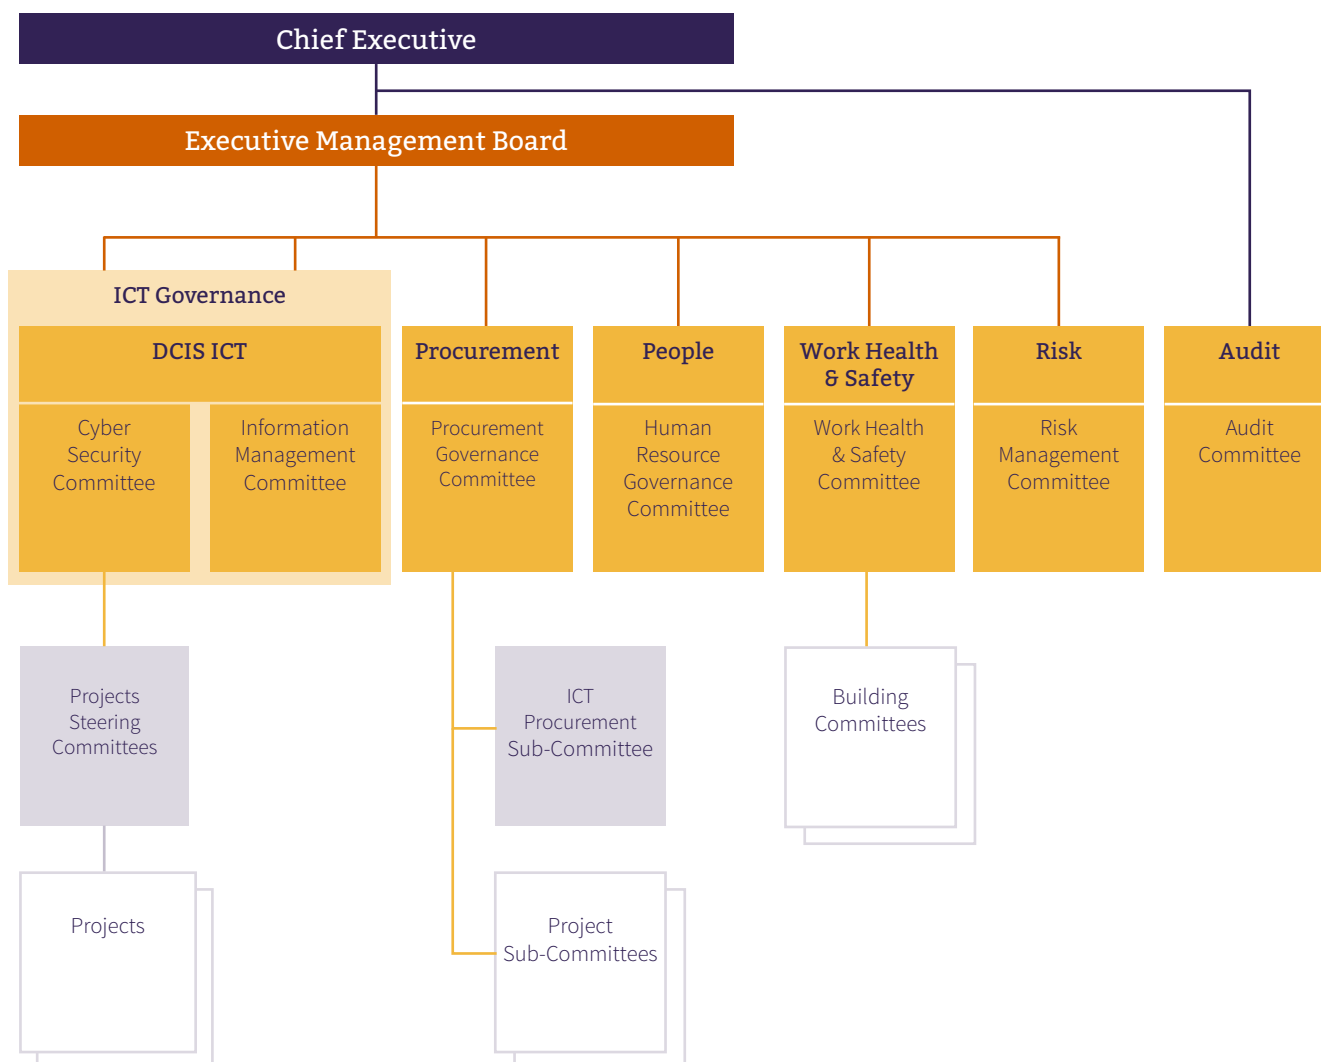 Chief Executive
Executive Management Board
ICT Governance
DCIS ICT
Cyber
Security
Committee
Information
Management
Committee
Procurement
Procurement
Governance
Committee
People
Human
Resource
Governance
Committee
Work Health
& Safety
Work Health
& Safety
Committee
Risk
Risk
Management
Committee
Audit
Audit
Committee
Projects
Steering
Committees
ICT
Procurement
Sub-Committee
Building
Committees
Projects
Project
Sub-Committees